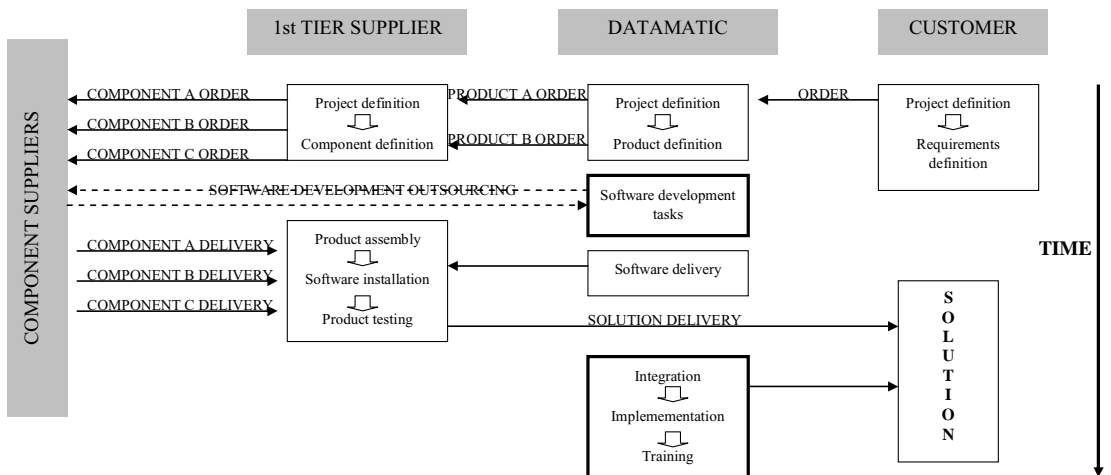 1st TIER SUPPLIER
DATAMATIC
CUSTOMER
COMPONENT SUPPLIERS
COMPONENT A ORDER
COMPONENT B ORDER
COMPONENT C ORDER
Project definition
Component definition
PRODUCT A ORDER
PRODUCT B ORDER
Project definition
Product definition
ORDER
Project definition
Requirements
definition
SOFTWARE DEVELOPMENT OUTSOURCING
Software development
tasks
COMPONENT A DELIVERY
COMPONENT B DELIVERY
COMPONENT C DELIVERY
Product assembly
Software installation
Product testing
Software delivery
SOLUTION DELIVERY
Integration
Implemementation
Training
SOLUTION
TIME